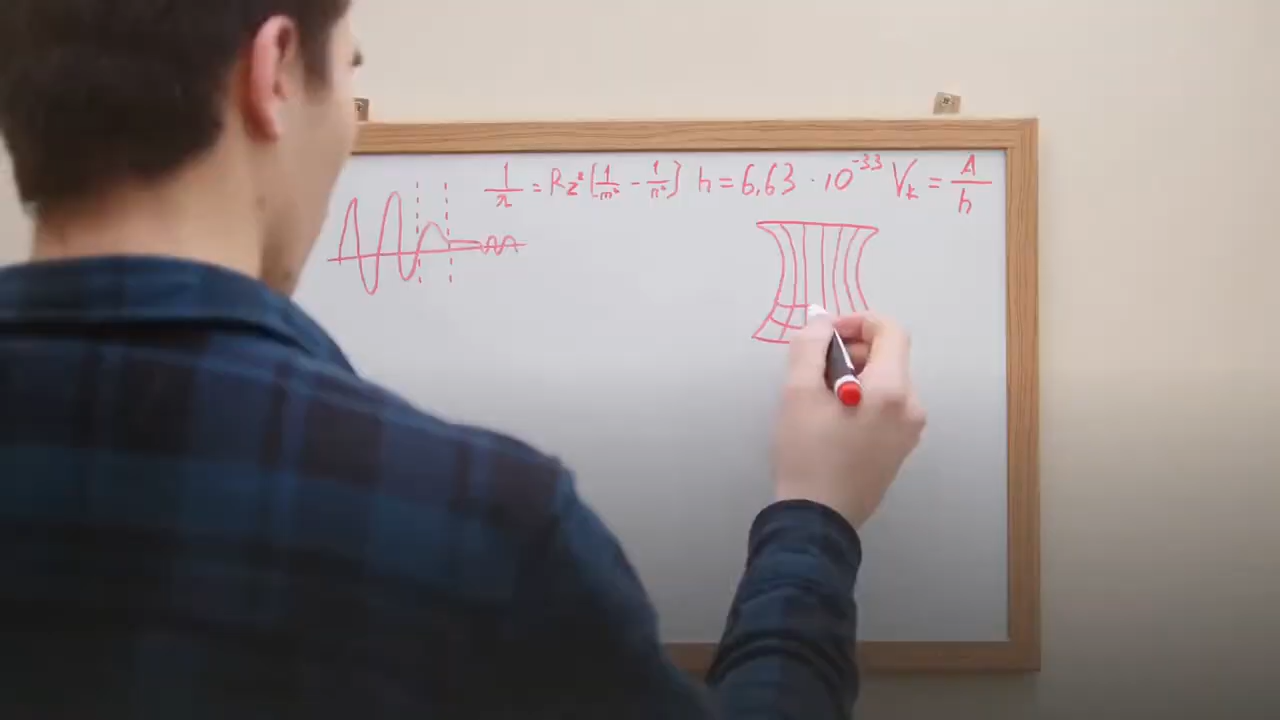 1/λ = Rz²(1/m² - 1/n²) h = 6,63 · 10⁻³³ Vₖ = A/h